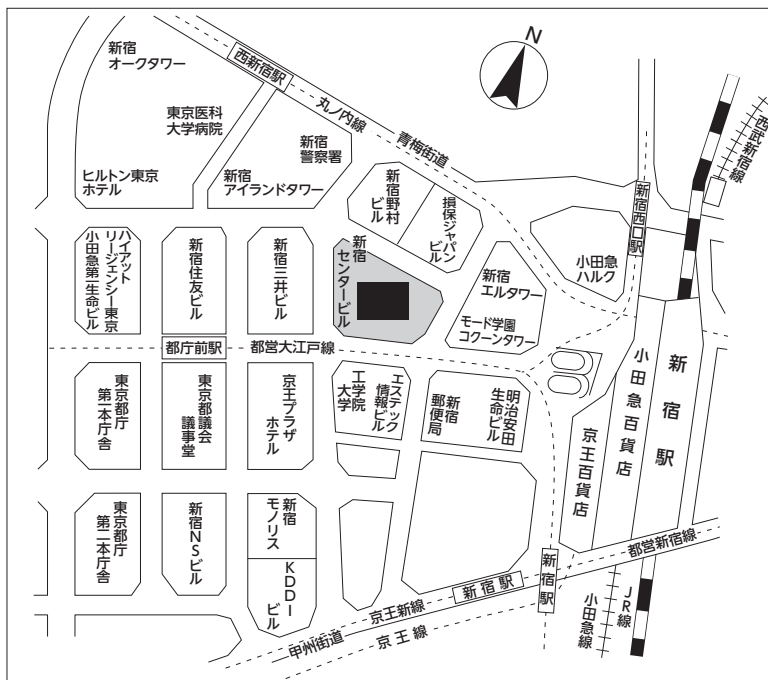 N
新宿
オークタワー
西新宿駅
丸ノ内線
青梅街道
西武新宿線
東京医科
大学病院
新宿
警察署
ヒルトン東京
ホテル
新宿
アイランドタワー
新宿野村
ビル
損保ジャパン
ビル
新宿西口駅
小田急
ハルク
ハイアット
リージェンシー東京
小田急第一生命ビル
新宿住友ビル
新宿三井ビル
新宿
センタービル
新宿
エルタワー
モード学園
コクーンタワー
都庁前駅
都営大江戸線
新宿駅
小田急百貨店
京王百貨店
東京都庁
第一本庁舎
東京都議会
議事堂
京王プラザ
ホテル
工学院
大学
エステック
情報ビル
新宿
郵便局
明治安田
生命ビル
東京都庁
第二本庁舎
新宿NSビル
新宿
モノリス
KDDI
ビル
都営新宿線
新宿駅
新宿駅
京王新線
甲州街道
京王線
小田急線
JR線